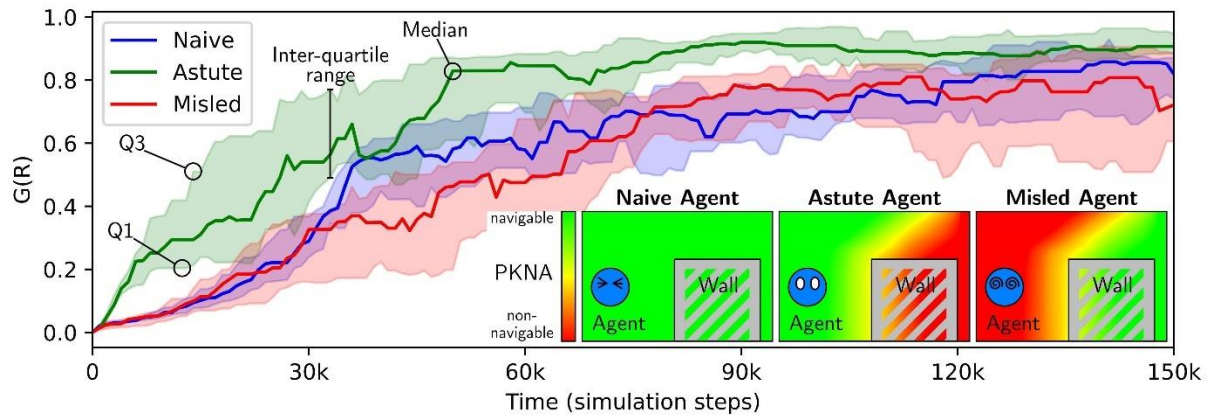 1.0
0.8
0.6
0.4
0.2
0.0
G(R)
Naive
Astute
Misled
Q3
Q1
Inter-quartile
range
Median
navigable
PKNA
non-
navigable
Naive Agent
Wall
Agent
Astute Agent
Wall
Agent
Misled Agent
Wall
Agent
0
30k
60k
90k
120k
150k
Time (simulation steps)